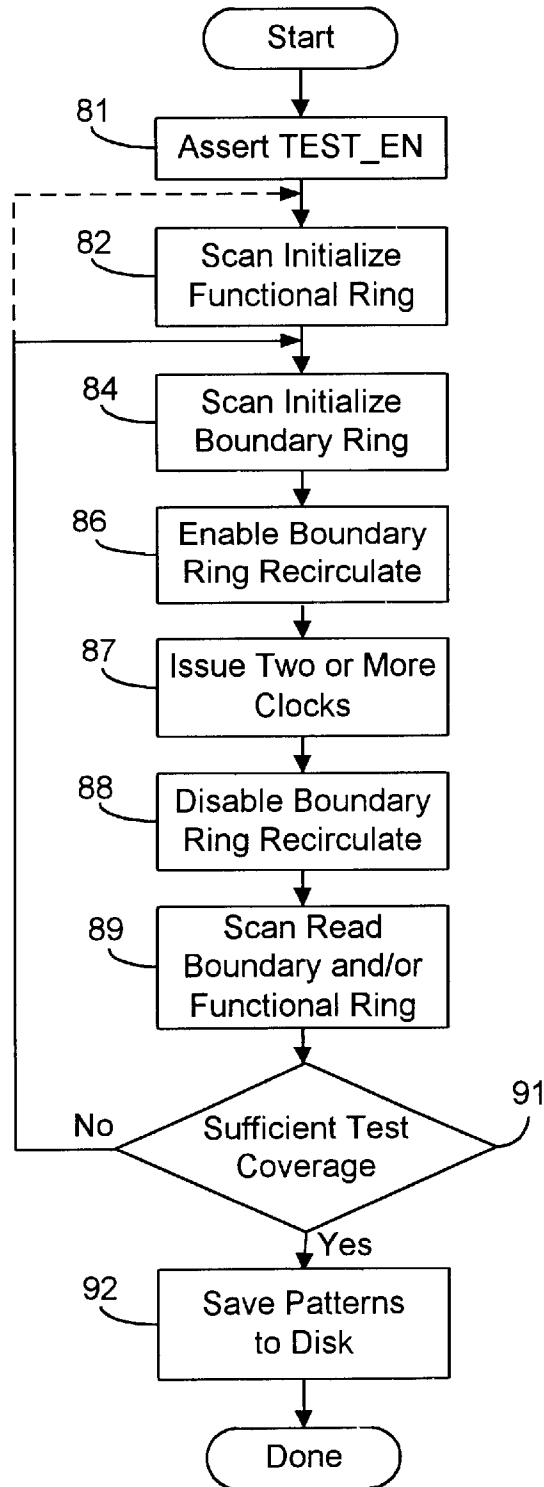 Start
81
Assert TEST_EN
82
Scan Initialize
Functional Ring
84
Scan Initialize
Boundary Ring
86
Enable Boundary
Ring Recirculate
87
Issue Two or More
Clocks
88
Disable Boundary
Ring Recirculate
89
Scan Read
Boundary and/or
Functional Ring
91
No
Sufficient Test
Coverage
Yes
92
Save Patterns
to Disk
Done